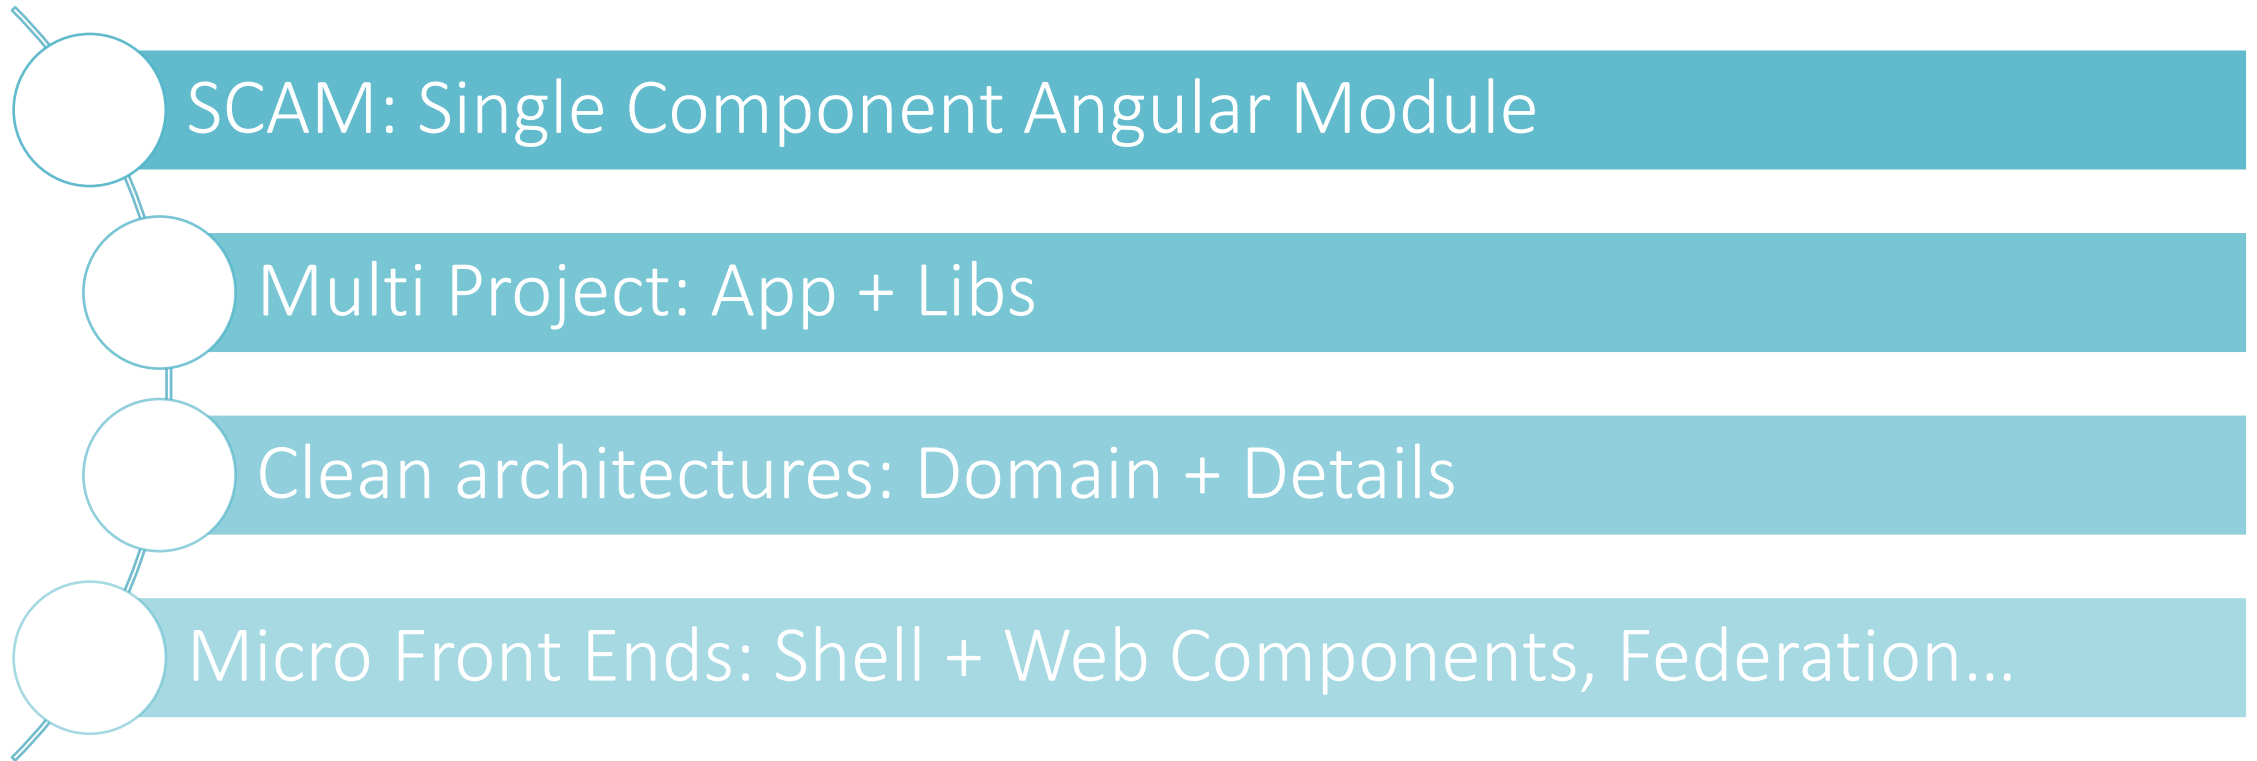 SCAM: Single Component Angular Module
Multi Project: App + Libs
Clean architectures: Domain + Details
Micro Front Ends: Shell + Web Components, Federation...